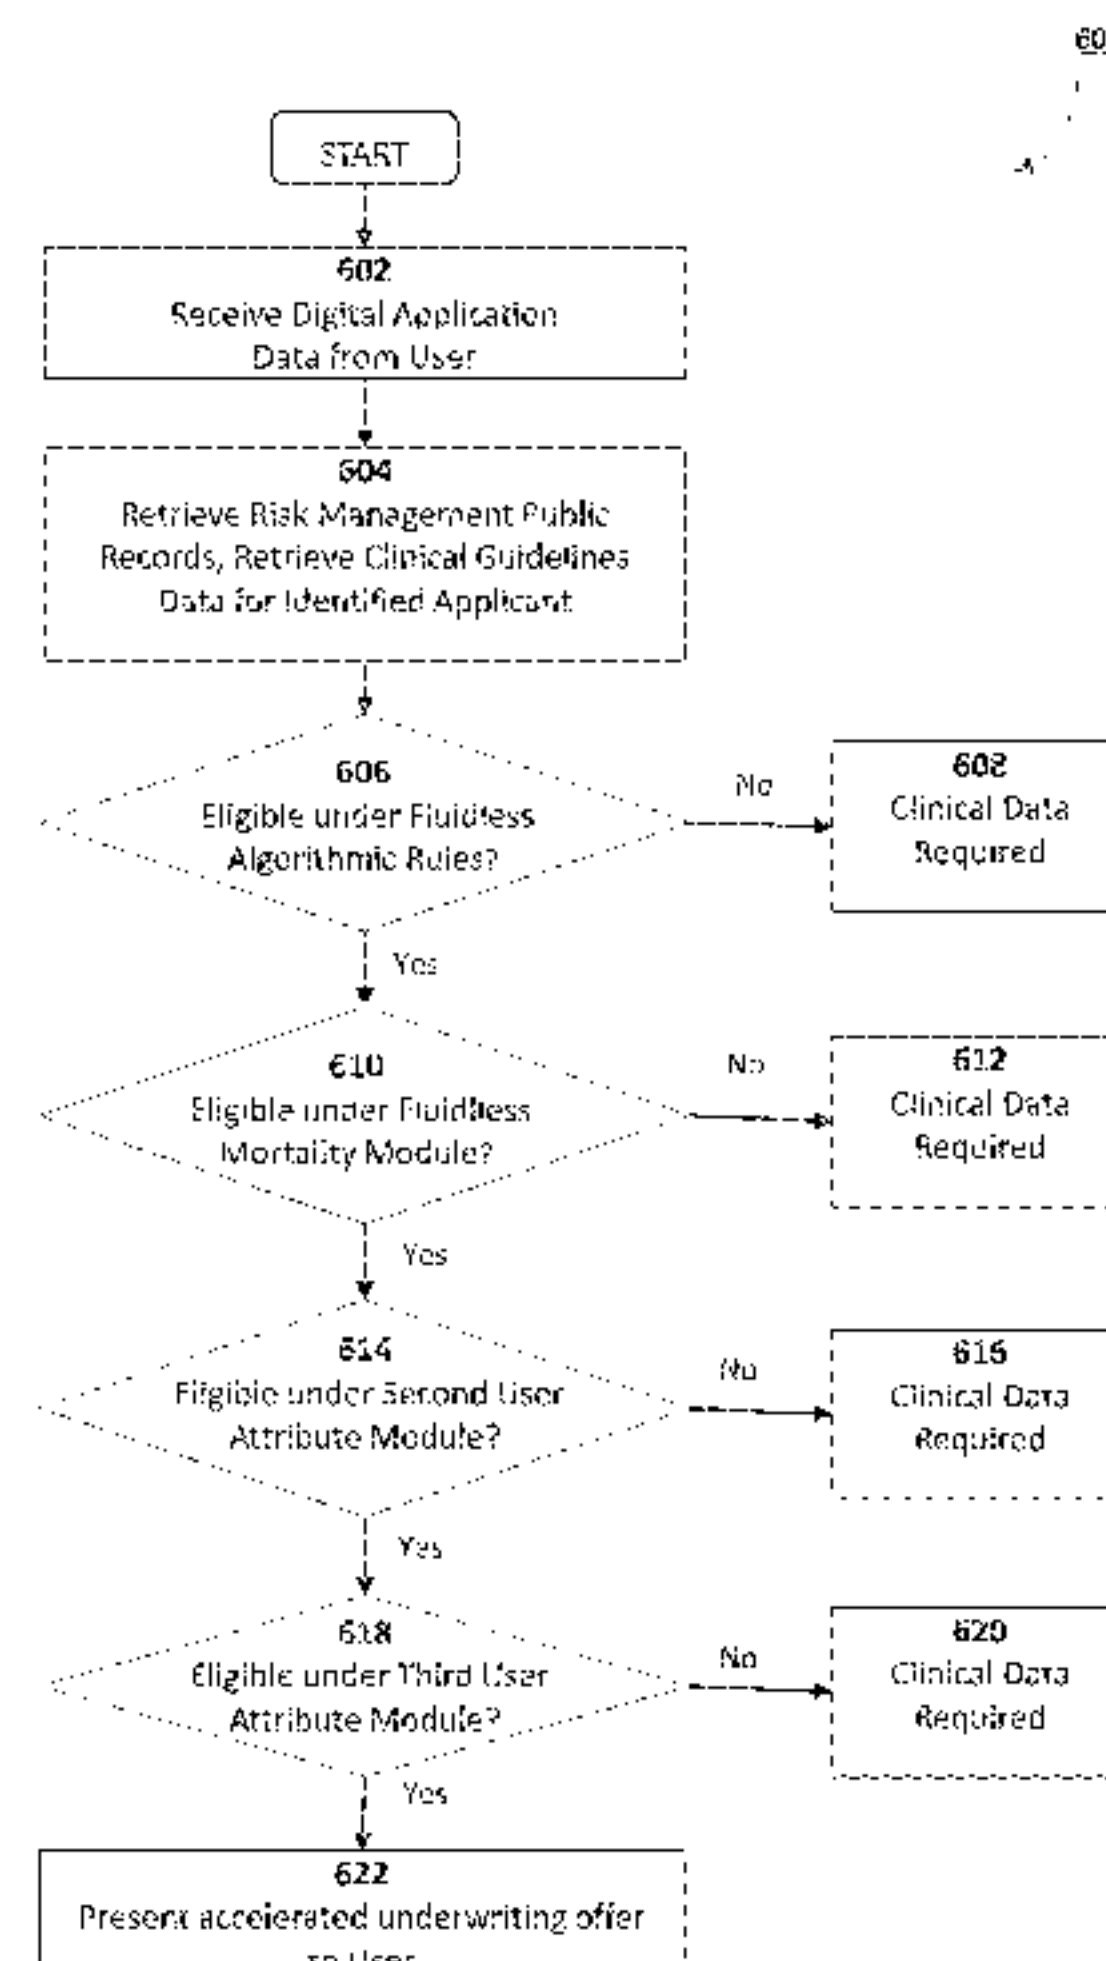 60
START
602
Receive Digital Application
Data from User
604
Retrieve Risk Management Public
Records, Retrieve Clinical Guidelines
Data for Identified Applicant
606
Eligible under Fluidless
Algorithmic Rules?
No
608
Clinical Data
Required
Yes
610
Eligible under Fluidless
Mortality Module?
No
612
Clinical Data
Required
Yes
614
Eligible under Second User
Attribute Module?
No
616
Clinical Data
Required
Yes
618
Eligible under Third User
Attribute Module?
No
620
Clinical Data
Required
Yes
622
Present accelerated underwriting offer
to User